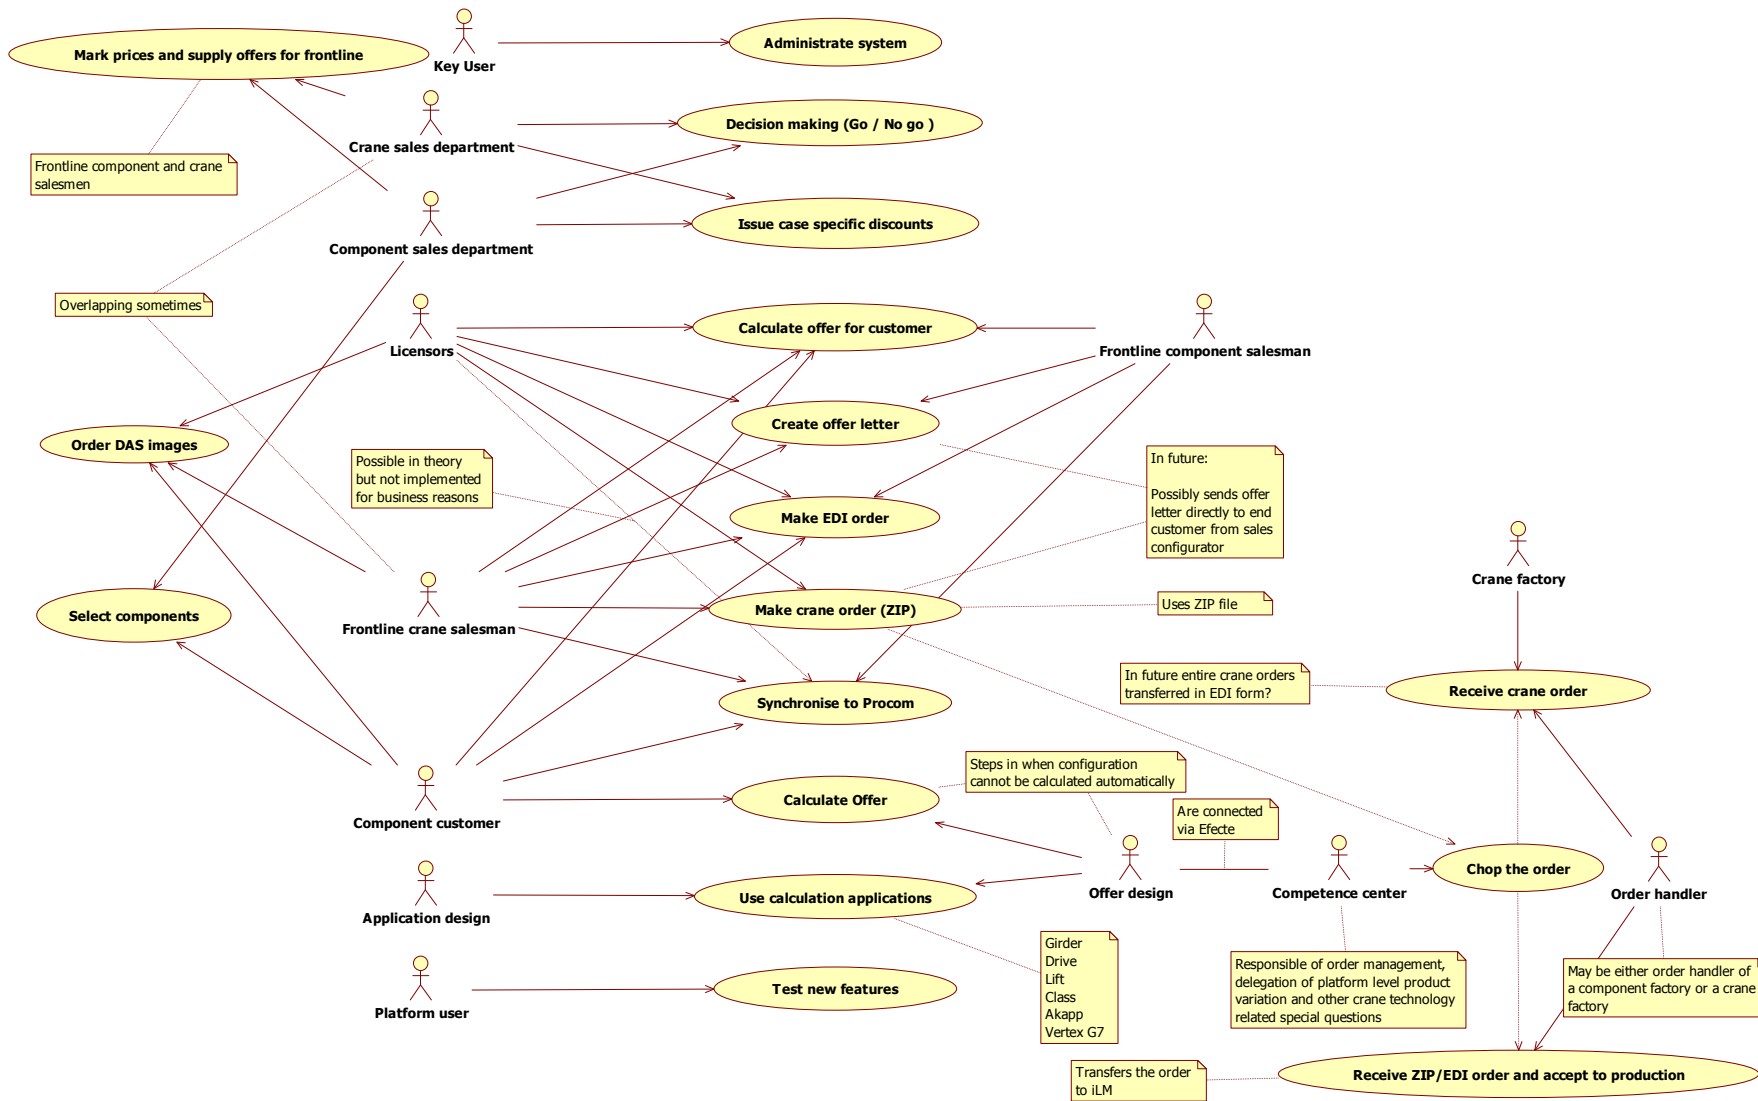 Mark prices and supply offers for frontline
Key User
Administrate system
Crane sales department
Decision making (Go / No go )
Frontline component and crane
salesmen
Component sales department
Issue case specific discounts
Overlapping sometimes
Licensors
Calculate offer for customer
Frontline component salesman
Order DAS images
Create offer letter
Possible in theory
but not implemented
for business reasons
In future:
Possibly sends offer
letter directly to end
customer from sales
configurator
Make EDI order
Crane factory
Select components
Frontline crane salesman
Make crane order (ZIP)
Uses ZIP file
In future entire crane orders
transferred in EDI form?
Receive crane order
Synchronise to Procom
Component customer
Calculate Offer
Steps in when configuration
cannot be calculated automatically
Are connected
via Efecte
Offer design
Competence center
Chop the order
Order handler
Application design
Use calculation applications
Girder
Drive
Lift
Class
Akapp
Vertex G7
Responsible of order management,
delegation of platform level product
variation and other crane technology
related special questions
May be either order handler of
a component factory or a crane
factory
Platform user
Test new features
Transfers the order
to iLM
Receive ZIP/EDI order and accept to production